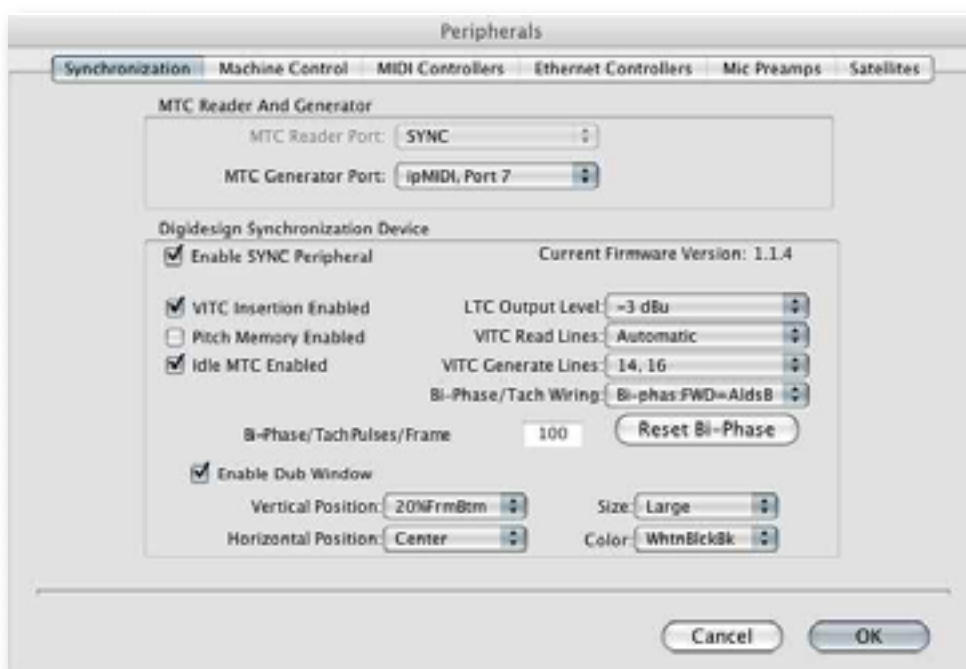 Peripherals
Synchronization Machine Control MIDI Controllers Ethernet Controllers Mic Preamps Satellites
MTC Reader And Generator
MTC Reader Port: SYNC
MTC Generator Port: ipMIDI, Port 7
Digidesign Synchronization Device
Enable SYNC Peripheral Current Firmware Version: 1.1.4
VITC Insertion Enabled LTC Output Level: -3 dBu
Pitch Memory Enabled VITC Read Lines: Automatic
Idle MTC Enabled VITC Generate Lines: 14, 16
Bi-Phase/Tach Wiring: Bi-phas:FWD=AldsB
Bi-Phase/Tach Pulses/Frame 100 Reset Bi-Phase
Enable Dub Window
Vertical Position: 20%FrmBtm Size: Large
Horizontal Position: Center Color: WhtnBlckBk
Cancel OK